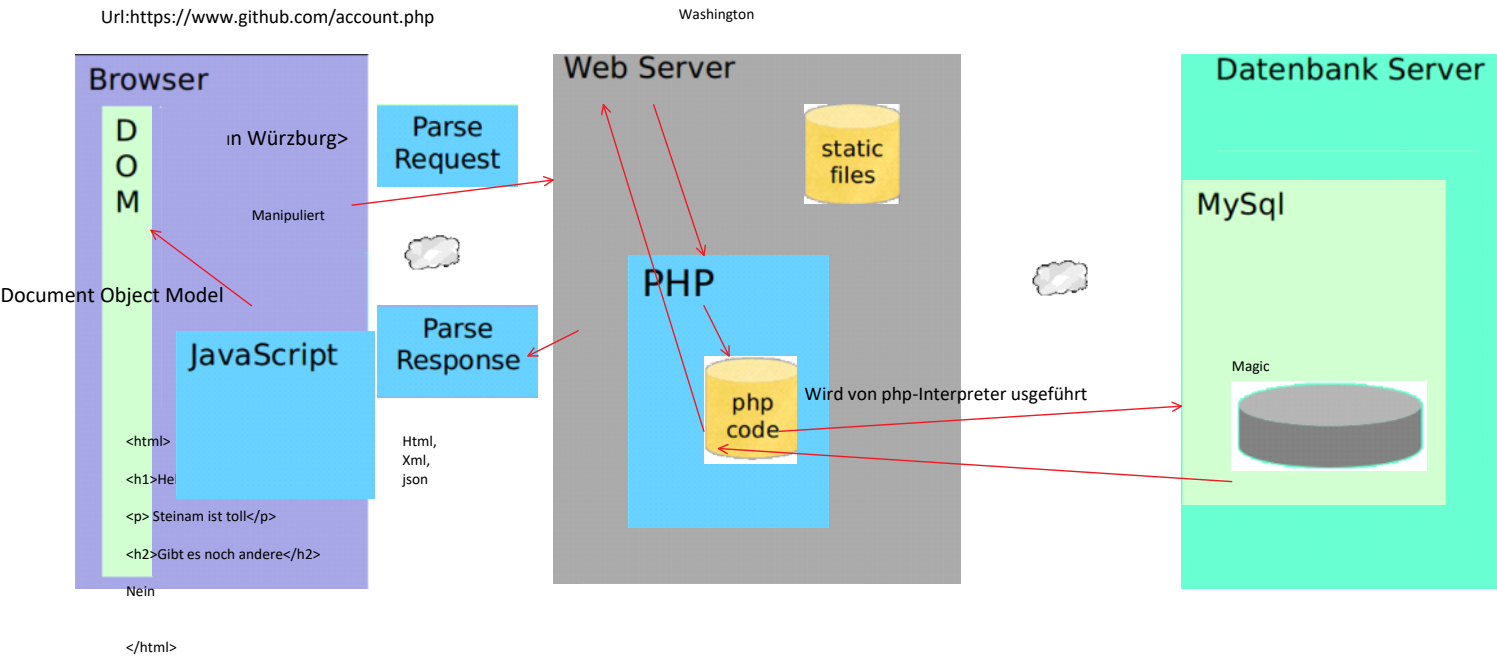 Url:https://www.github.com/account.php
Washington
Browser
D
O
M
n Würzburg>
Manipuliert
Document Object Model
JavaScript
<html>
<h1>He
<p> Steinam ist toll</p>
<h2>Gibt es noch andere</h2>
Nein
</html>
Parse
Request
Parse
Response
Html,
Xml,
json
Web Server
static
files
PHP
php
code
Wird von php-Interpreter usgeführt
Datenbank Server
MySql
Magic